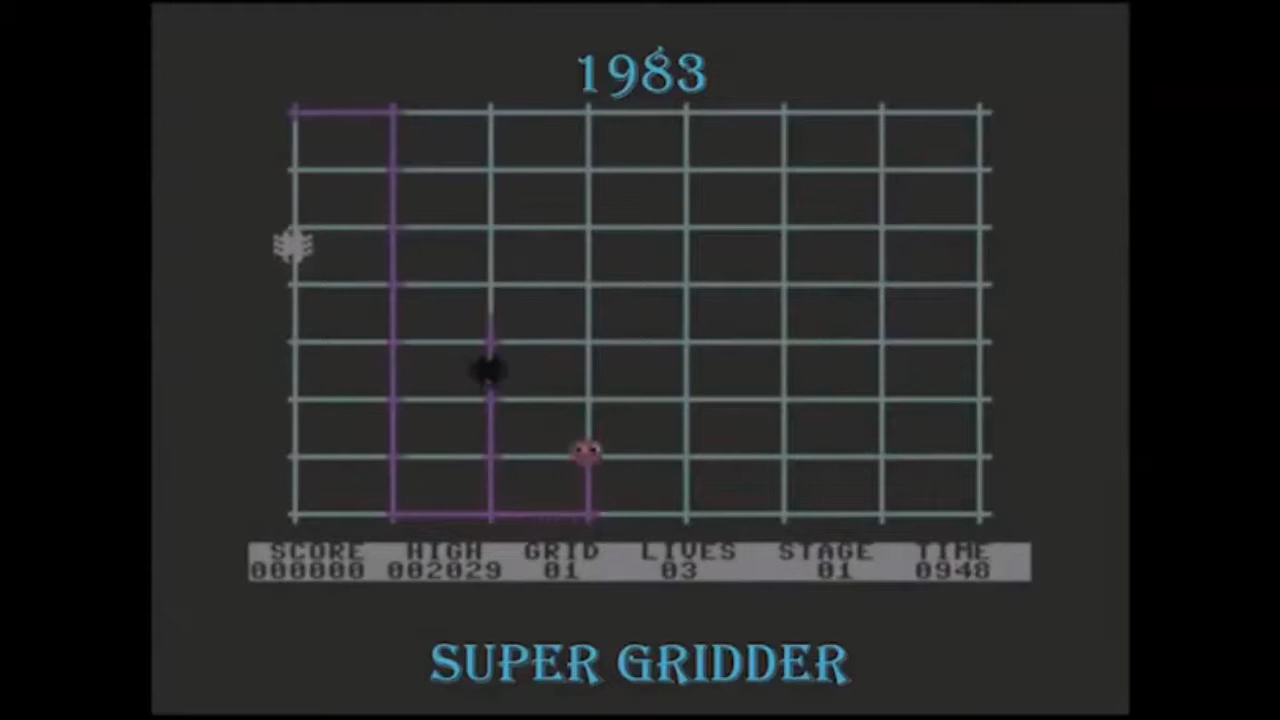 1983
SCORE HIGH GRID LIVES STAGE TIME
000000 002029 01 03 01 0948
SUPER GRIDDER